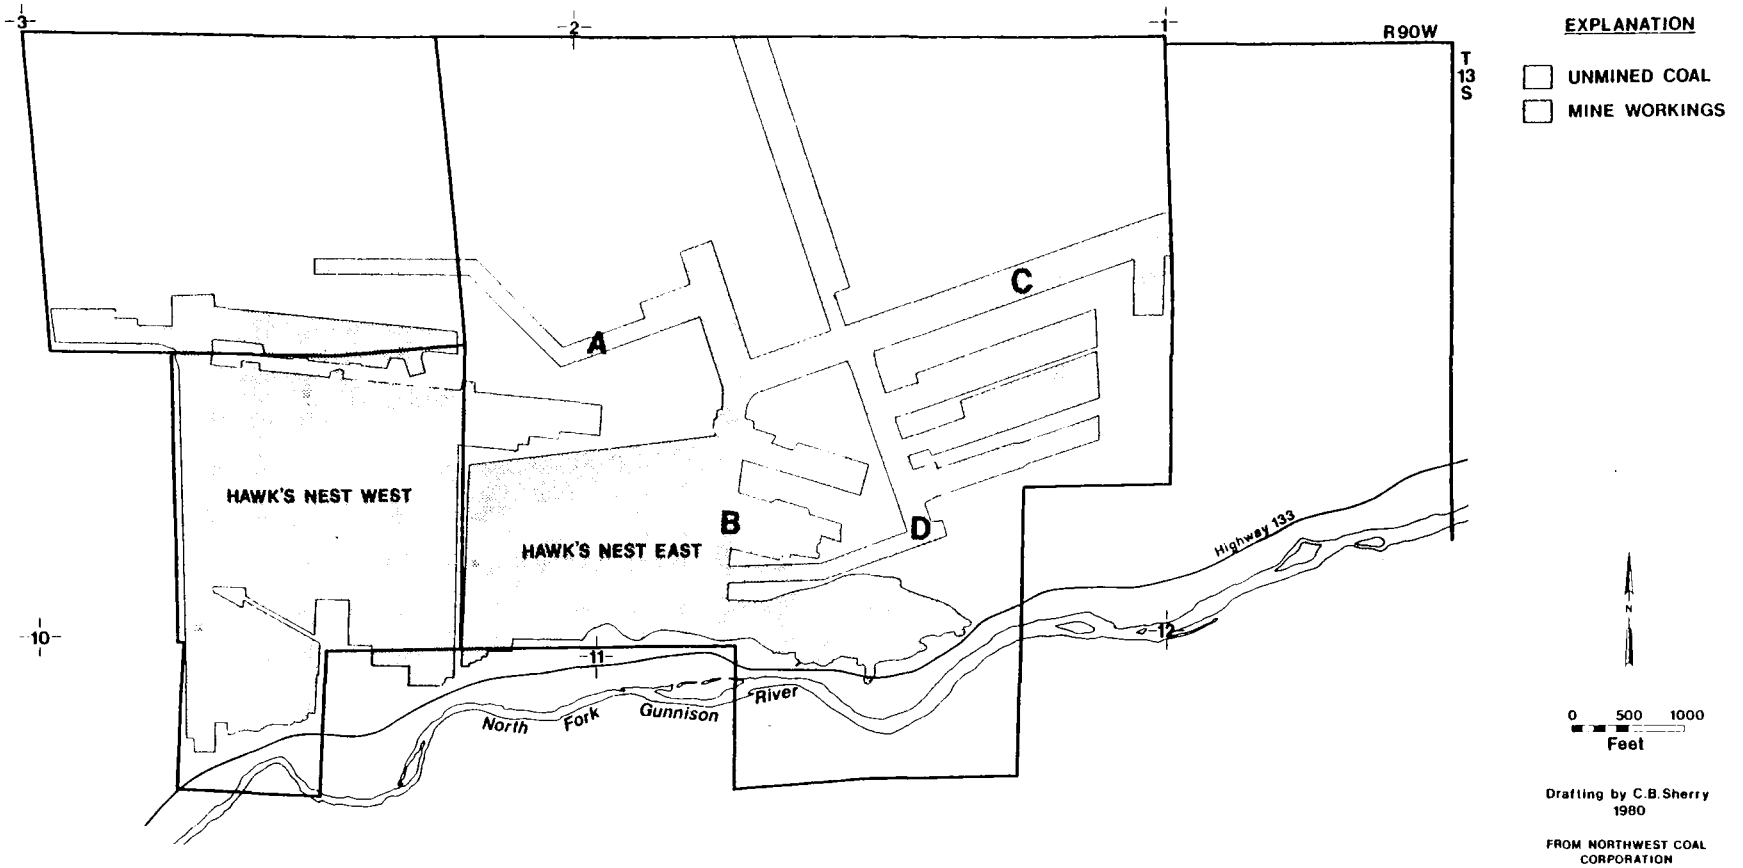 3
2
1
R90W
T
13
S
EXPLANATION
UNMINED COAL
MINE WORKINGS
C
A
HAWK'S NEST WEST
B
D
HAWK'S NEST EAST
Highway 133
N
10
11
12
North Fork Gunnison River
0 500 1000
Feet
Drafting by C.B.Sherry
1980
FROM NORTHWEST COAL
CORPORATION